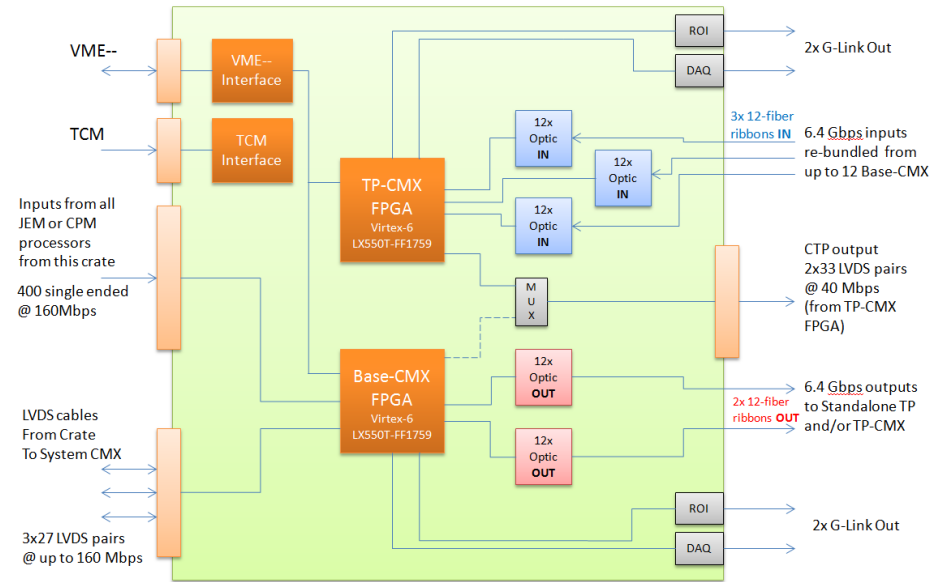 VME--
TCM
Inputs from all
JEM or CPM
processors
from this crate
400 single ended
@ 160Mbps
LVDS cables
From Crate
To System CMX
3x27 LVDS pairs
@ up to 160 Mbps
VME--
Interface
TCM
Interface
TP-CMX
FPGA
Virtex-6
LX550T-FF1759
Base-CMX
FPGA
Virtex-6
LX550T-FF1759
12x
Optic
IN
12x
Optic
IN
12x
Optic
IN
M
U
X
12x
Optic
OUT
12x
Optic
OUT
ROI
DAQ
2x G-Link Out
3x 12-fiber
ribbons IN
6.4 Gbps inputs
re-bundled from
up to 12 Base-CMX
CTP output
2x33 LVDS pairs
@ 40 Mbps
(from TP-CMX
FPGA)
2x 12-fiber
ribbons OUT
6.4 Gbps outputs
to Standalone TP
and/or TP-CMX
ROI
DAQ
2x G-Link Out